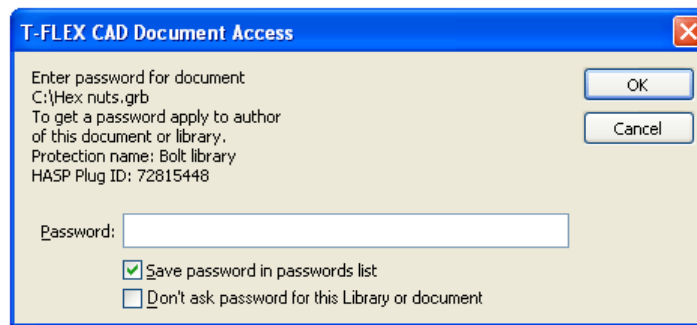 T-FLEX CAD Document Access
Enter password for document
C:\Hex nuts.grb
To get a password apply to author
of this document or library.
Protection name: Bolt library
HASP Plug ID: 72815448
OK
Cancel
Password:
Save password in passwords list
Don't ask password for this Library or document